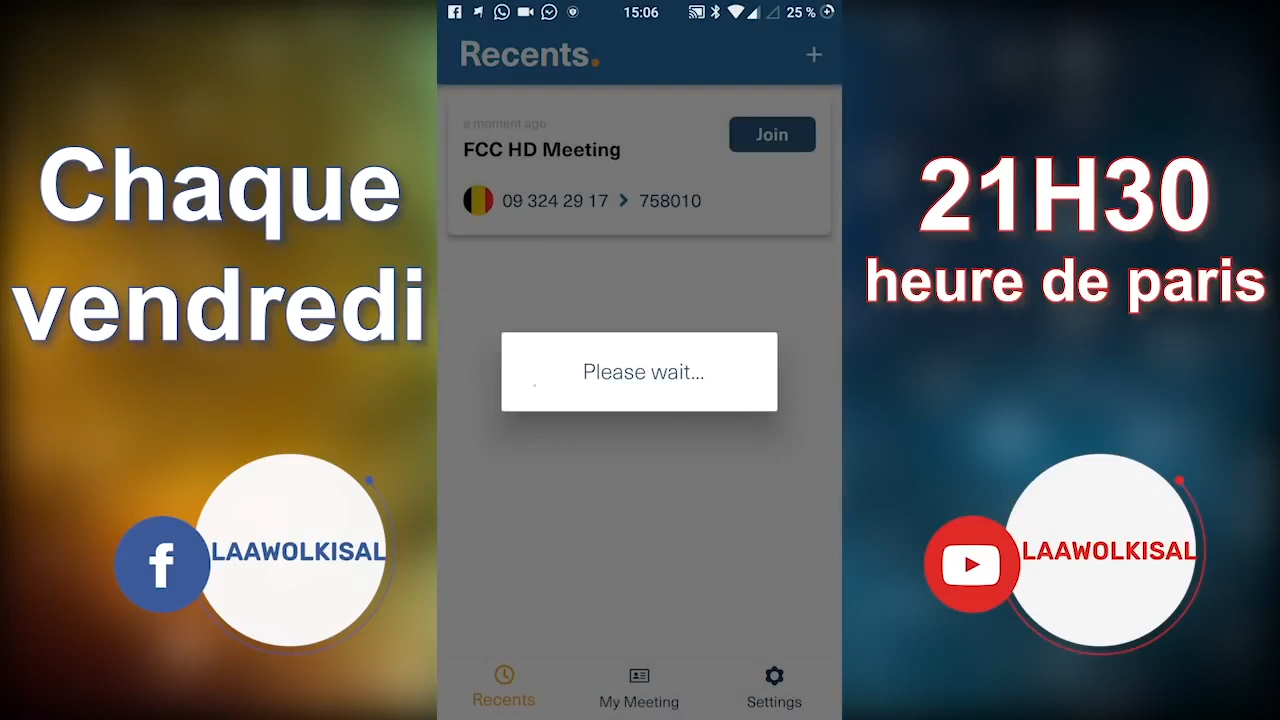 Chaque
vendredi
LAAWOLKISAL
15:06
25 %
Recents.
a moment ago
FCC HD Meeting
Join
09 324 29 17
758010
Please wait...
Recents
My Meeting
Settings
21H30
heure de paris
LAAWOLKISAL